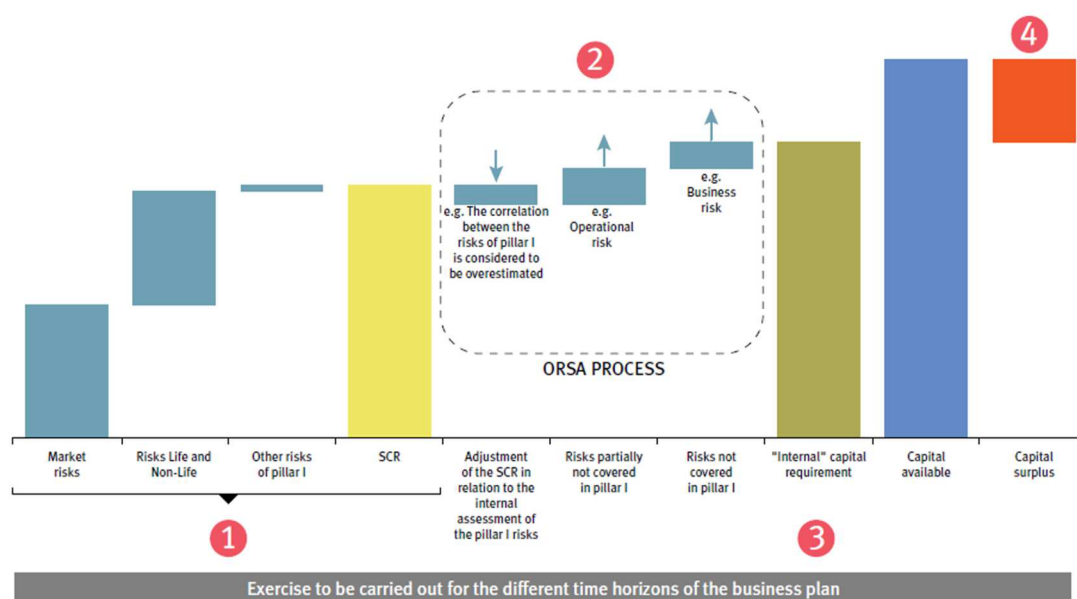 4
2
e.g. The correlation
between the
risks of pillar I
is considered to
be overestimated
e.g.
Operational
risk
e.g.
Business
risk
ORSA PROCESS
Market
risks
Risks Life and
Non-Life
Other risks
of pillar I
SCR
Adjustment
of the SCR in
relation to the
internal
assessment of
the pillar I risks
Risks partially
not covered
in pillar I
Risks not
covered
in pillar I
"Internal" capital
requirement
Capital
available
Capital
surplus
1
3
Exercise to be carried out for the different time horizons of the business plan